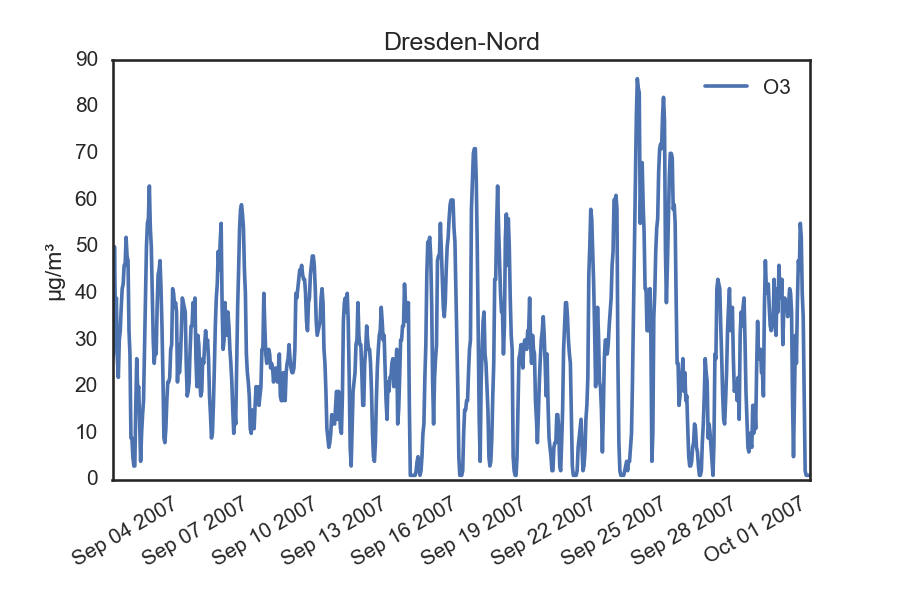 Dresden-Nord
90
80
70
60
50
40
30
20
10
0
µg/m³
O3
Sep 04 2007
Sep 07 2007
Sep 10 2007
Sep 13 2007
Sep 16 2007
Sep 19 2007
Sep 22 2007
Sep 25 2007
Sep 28 2007
Oct 01 2007